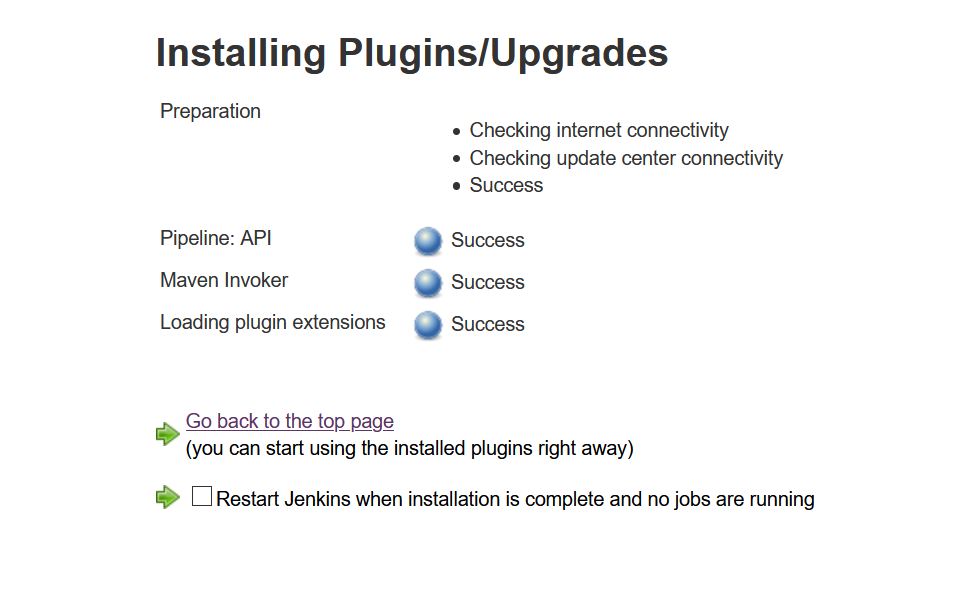 Installing Plugins/Upgrades
Preparation
Checking internet connectivity
Checking update center connectivity
Success
Pipeline: API Success
Maven Invoker Success
Loading plugin extensions Success
Go back to the top page
(you can start using the installed plugins right away)
Restart Jenkins when installation is complete and no jobs are running